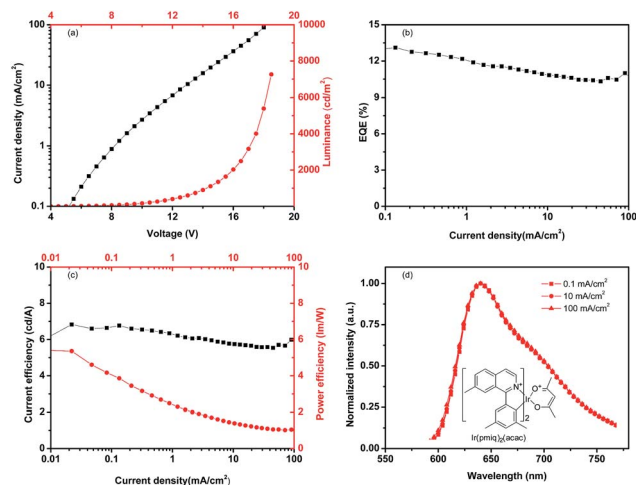 4 8 12 16 20
(a)
100
10
1
0.1
Current density (mA/cm²)
10000
8000
6000
4000
2000
Luminance (cd/m²)
4 8 12 16 20
Voltage (V)
(b)
15
12
9
6
3
0
EQE (%)
0.1 1 10 100
Current density(mA/cm²)
0.01 0.1 1 10 100
(c)
10
8
6
4
2
0
Current efficiency (cd/A)
10
8
6
4
2
0
Power efficiency (lm/W)
0.01 0.1 1 10 100
Current density(mA/cm²)
(d)
0.1 mA/cm²
10 mA/cm²
100 mA/cm²
1.00
0.75
0.50
0.25
0.00
Normalized intensity (a.u.)
N⁺
O⁺
Ir
O
2
Ir(pmiq)₂(acac)
550 600 650 700 750 800
Wavelength (nm)